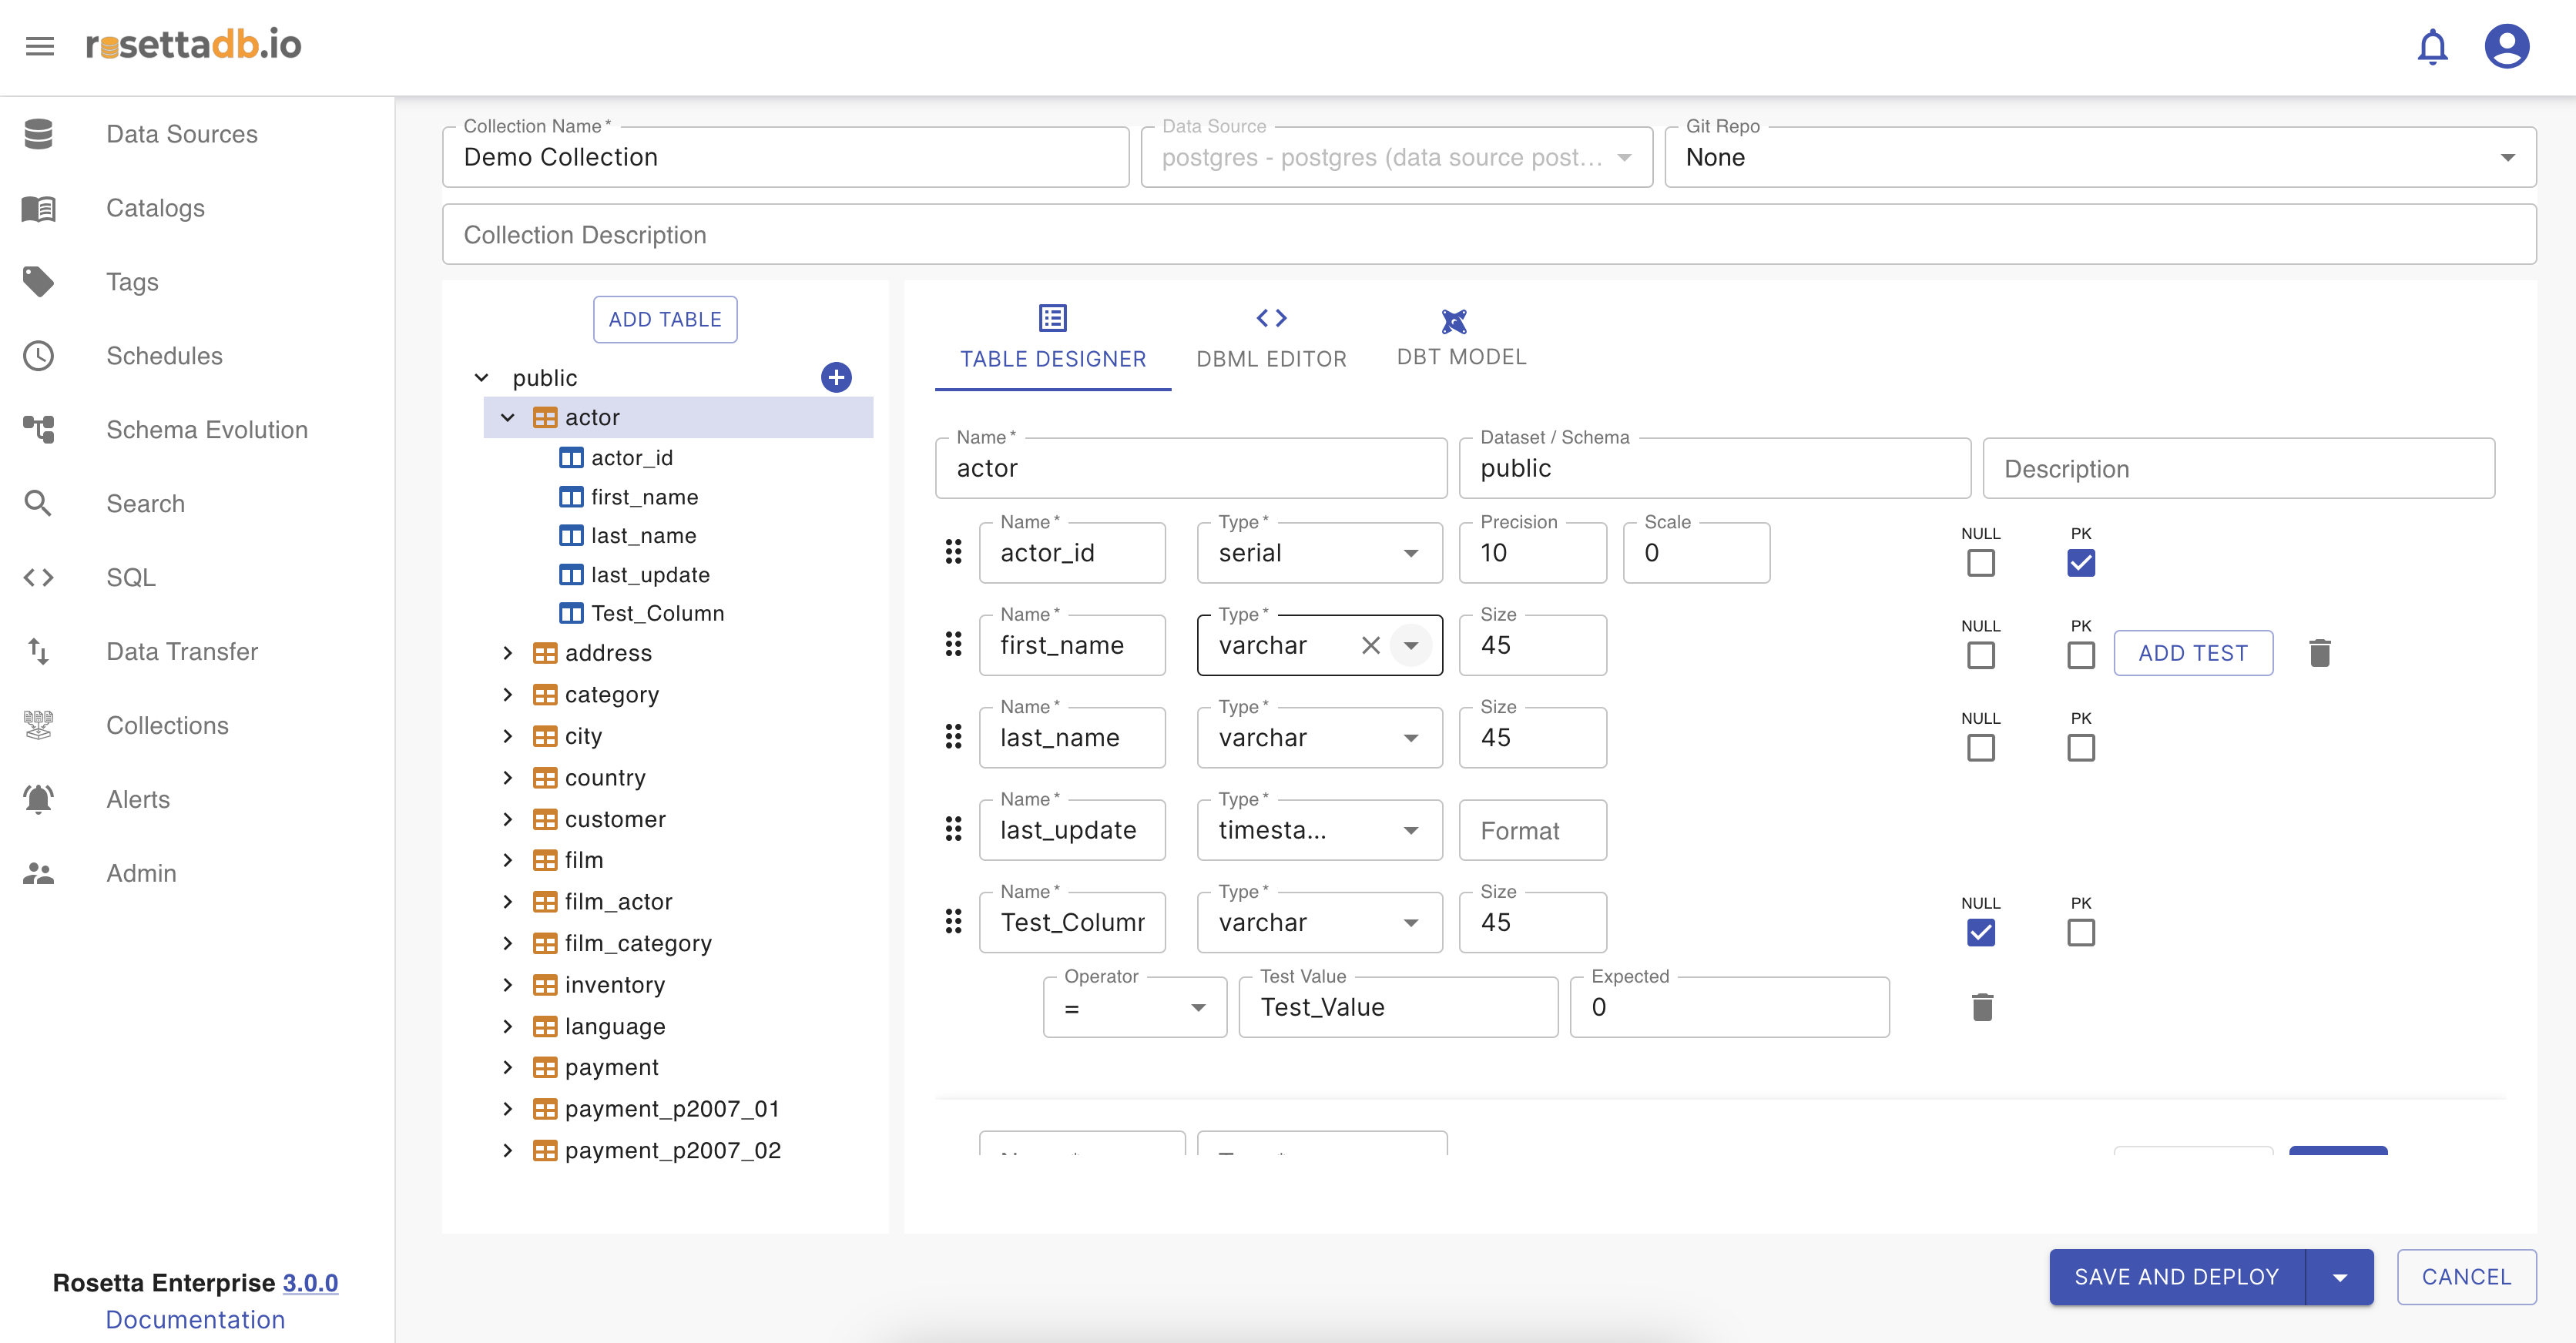 rosettadb.io
Data Sources
Catalogs
Tags
Schedules
Schema Evolution
Search
SQL
Data Transfer
Collections
Alerts
Admin
Rosetta Enterprise 3.0.0
Documentation
Collection Name *
Demo Collection
Data Source
postgres - postgres (data source post...
Git Repo
None
Collection Description
ADD TABLE
public
actor
actor_id
first_name
last_name
last_update
Test_Column
address
category
city
country
customer
film
film_actor
film_category
inventory
language
payment
payment_p2007_01
payment_p2007_02
TABLE DESIGNER
DBML EDITOR
DBT MODEL
Name *
actor
Dataset / Schema
public
Description
Name * Type * Precision Scale NULL PK
actor_id serial 10 0
Name * Type * Size NULL PK
first_name varchar 45 ADD TEST
Name * Type * Size NULL PK
last_name varchar 45
Name * Type *
last_update timesta... Format
Name * Type * Size NULL PK
Test_Colum varchar 45
Operator Test Value Expected
= Test_Value 0
SAVE AND DEPLOY
CANCEL